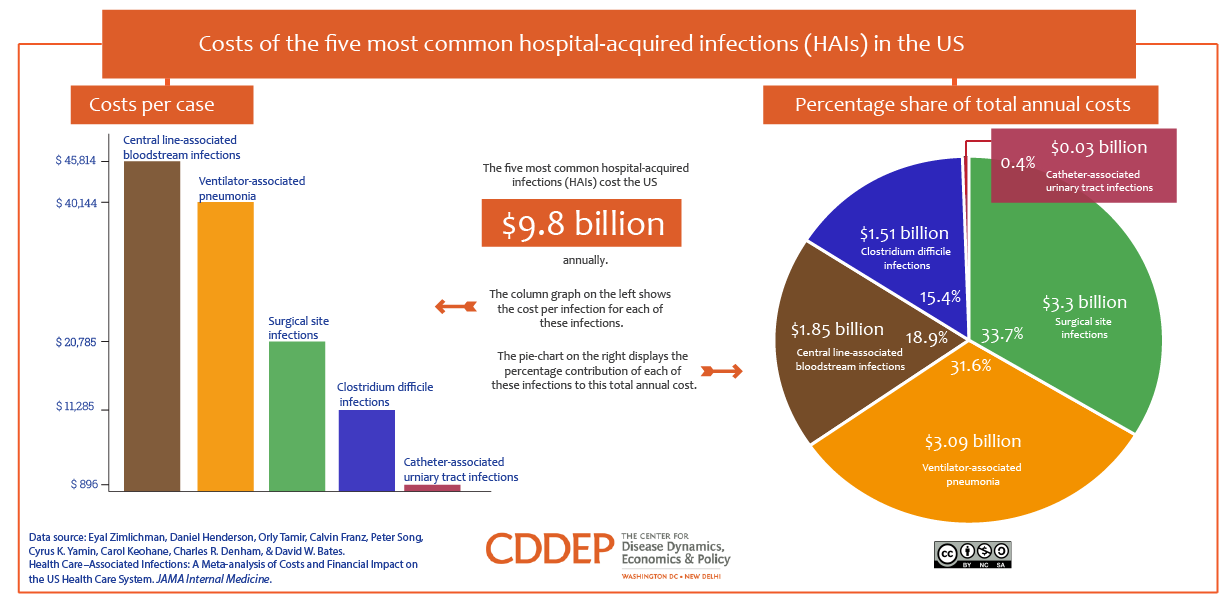 Costs of the five most common hospital-acquired infections (HAIs) in the US
Costs per case
$ 45,814
$ 40,144
$ 20,785
$ 11,285
$ 896
Central line-associated
bloodstream infections
Ventilator-associated
pneumonia
Surgical site
infections
Clostridium difficile
infections
Catheter-associated
urniary tract infections
The five most common hospital-acquired
infections (HAIs) cost the US
$9.8 billion
annually.
The column graph on the left shows
the cost per infection for each of
these infections.
The pie-chart on the right displays the
percentage contribution of each of
these infections to this total annual cost.
Percentage share of total annual costs
0.4%
$0.03 billion
Catheter-associated
urinary tract infections
$1.51 billion
Clostridium difficile
infections
15.4%
$1.85 billion
Central line-associated
bloodstream infections
18.9%
33.7%
$3.3 billion
Surgical site
infections
31.6%
$3.09 billion
Ventilator-associated
pneumonia
Data source: Eyal Zimlichman, Daniel Henderson, Orly Tamir, Calvin Franz, Peter Song,
Cyrus K. Yamin, Carol Keohane, Charles R. Denham, & David W. Bates.
Health Care–Associated Infections: A Meta-analysis of Costs and Financial Impact on
the US Health Care System. JAMA Internal Medicine.
CDDEP
THE CENTER FOR
Disease Dynamics,
Economics & Policy
WASHINGTON DC • NEW DELHI
cc
BY NC SA